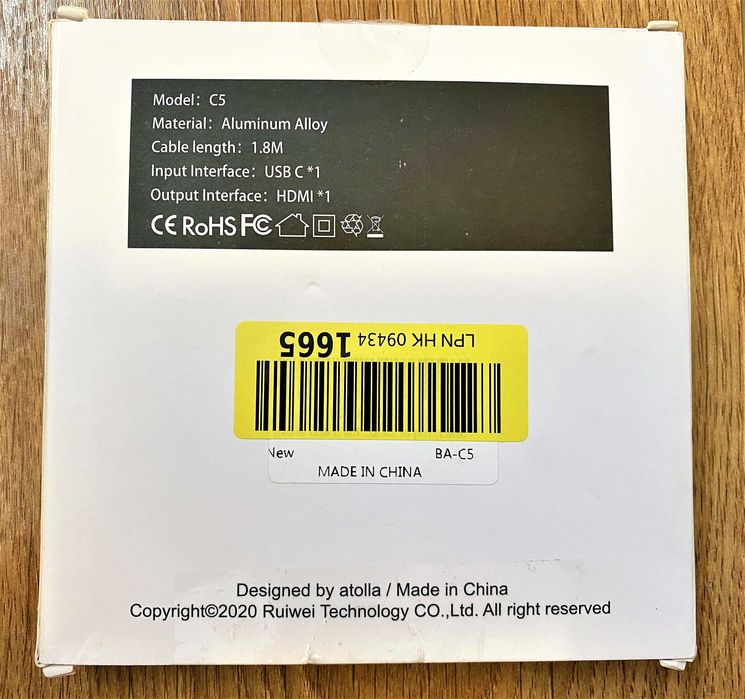 Model: C5
Material: Aluminum Alloy
Cable length: 1.8M
Input Interface: USB C *1
Output Interface: HDMI *1
CE RoHS FC
LPN HK 09434 1665
New BA-C5
MADE IN CHINA
Designed by atolla / Made in China
Copyright©2020 Ruiwei Technology CO.,Ltd. All right reserved